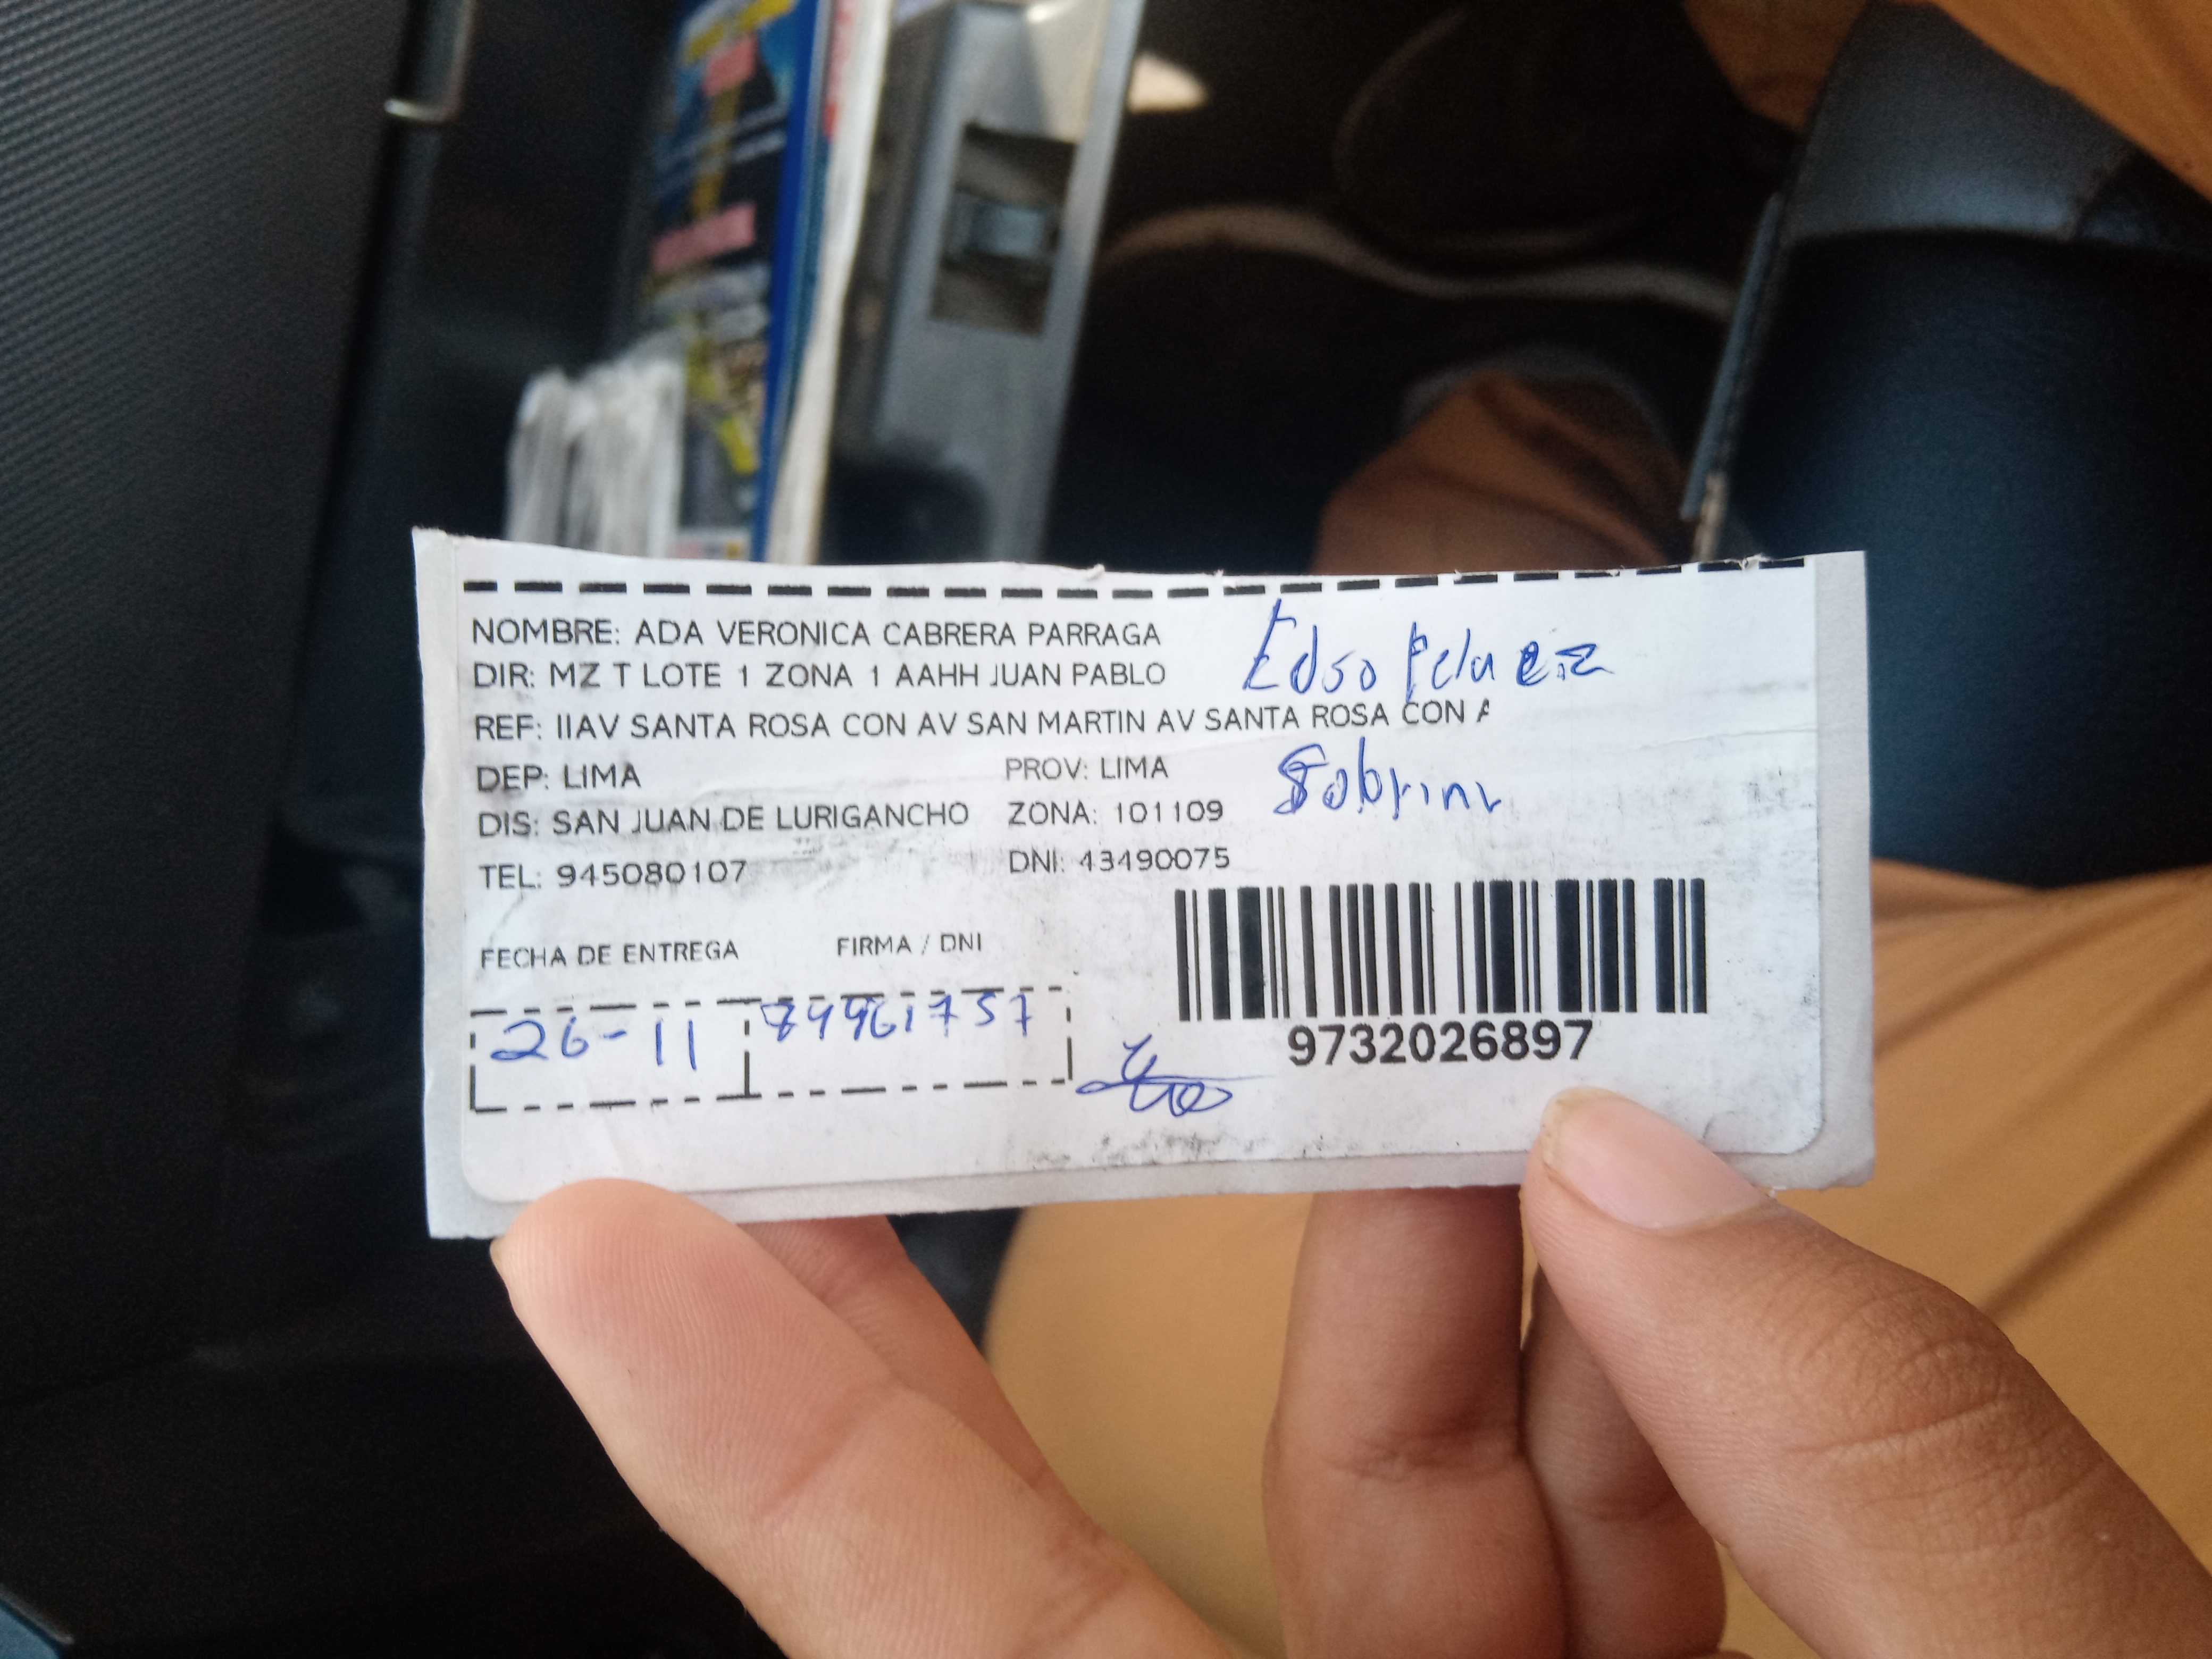 NOMBRE: ADA VERONICA CABRERA PARRAGA
Edso Pelaez
DIR: MZ T LOTE 1 ZONA 1 AAHH JUAN PABLO
REF: IIAV SANTA ROSA CON AV SAN MARTIN AV SANTA ROSA CON A
DEP: LIMA PROV: LIMA
Sobrino
DIS: SAN JUAN DE LURIGANCHO ZONA: 101109
TEL: 945080107 DNI: 43490075
FECHA DE ENTREGA FIRMA / DNI
26-11
9732026897